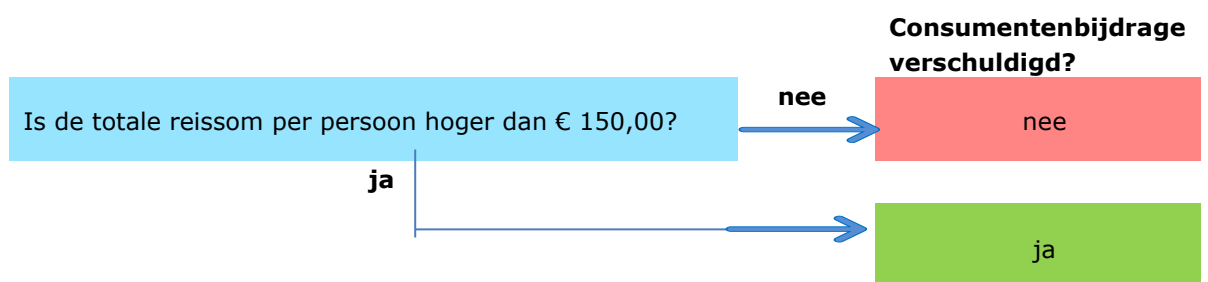 Consumentenbijdrage
verschuldigd?
Is de totale reissom per persoon hoger dan € 150,00?
nee
nee
ja
ja